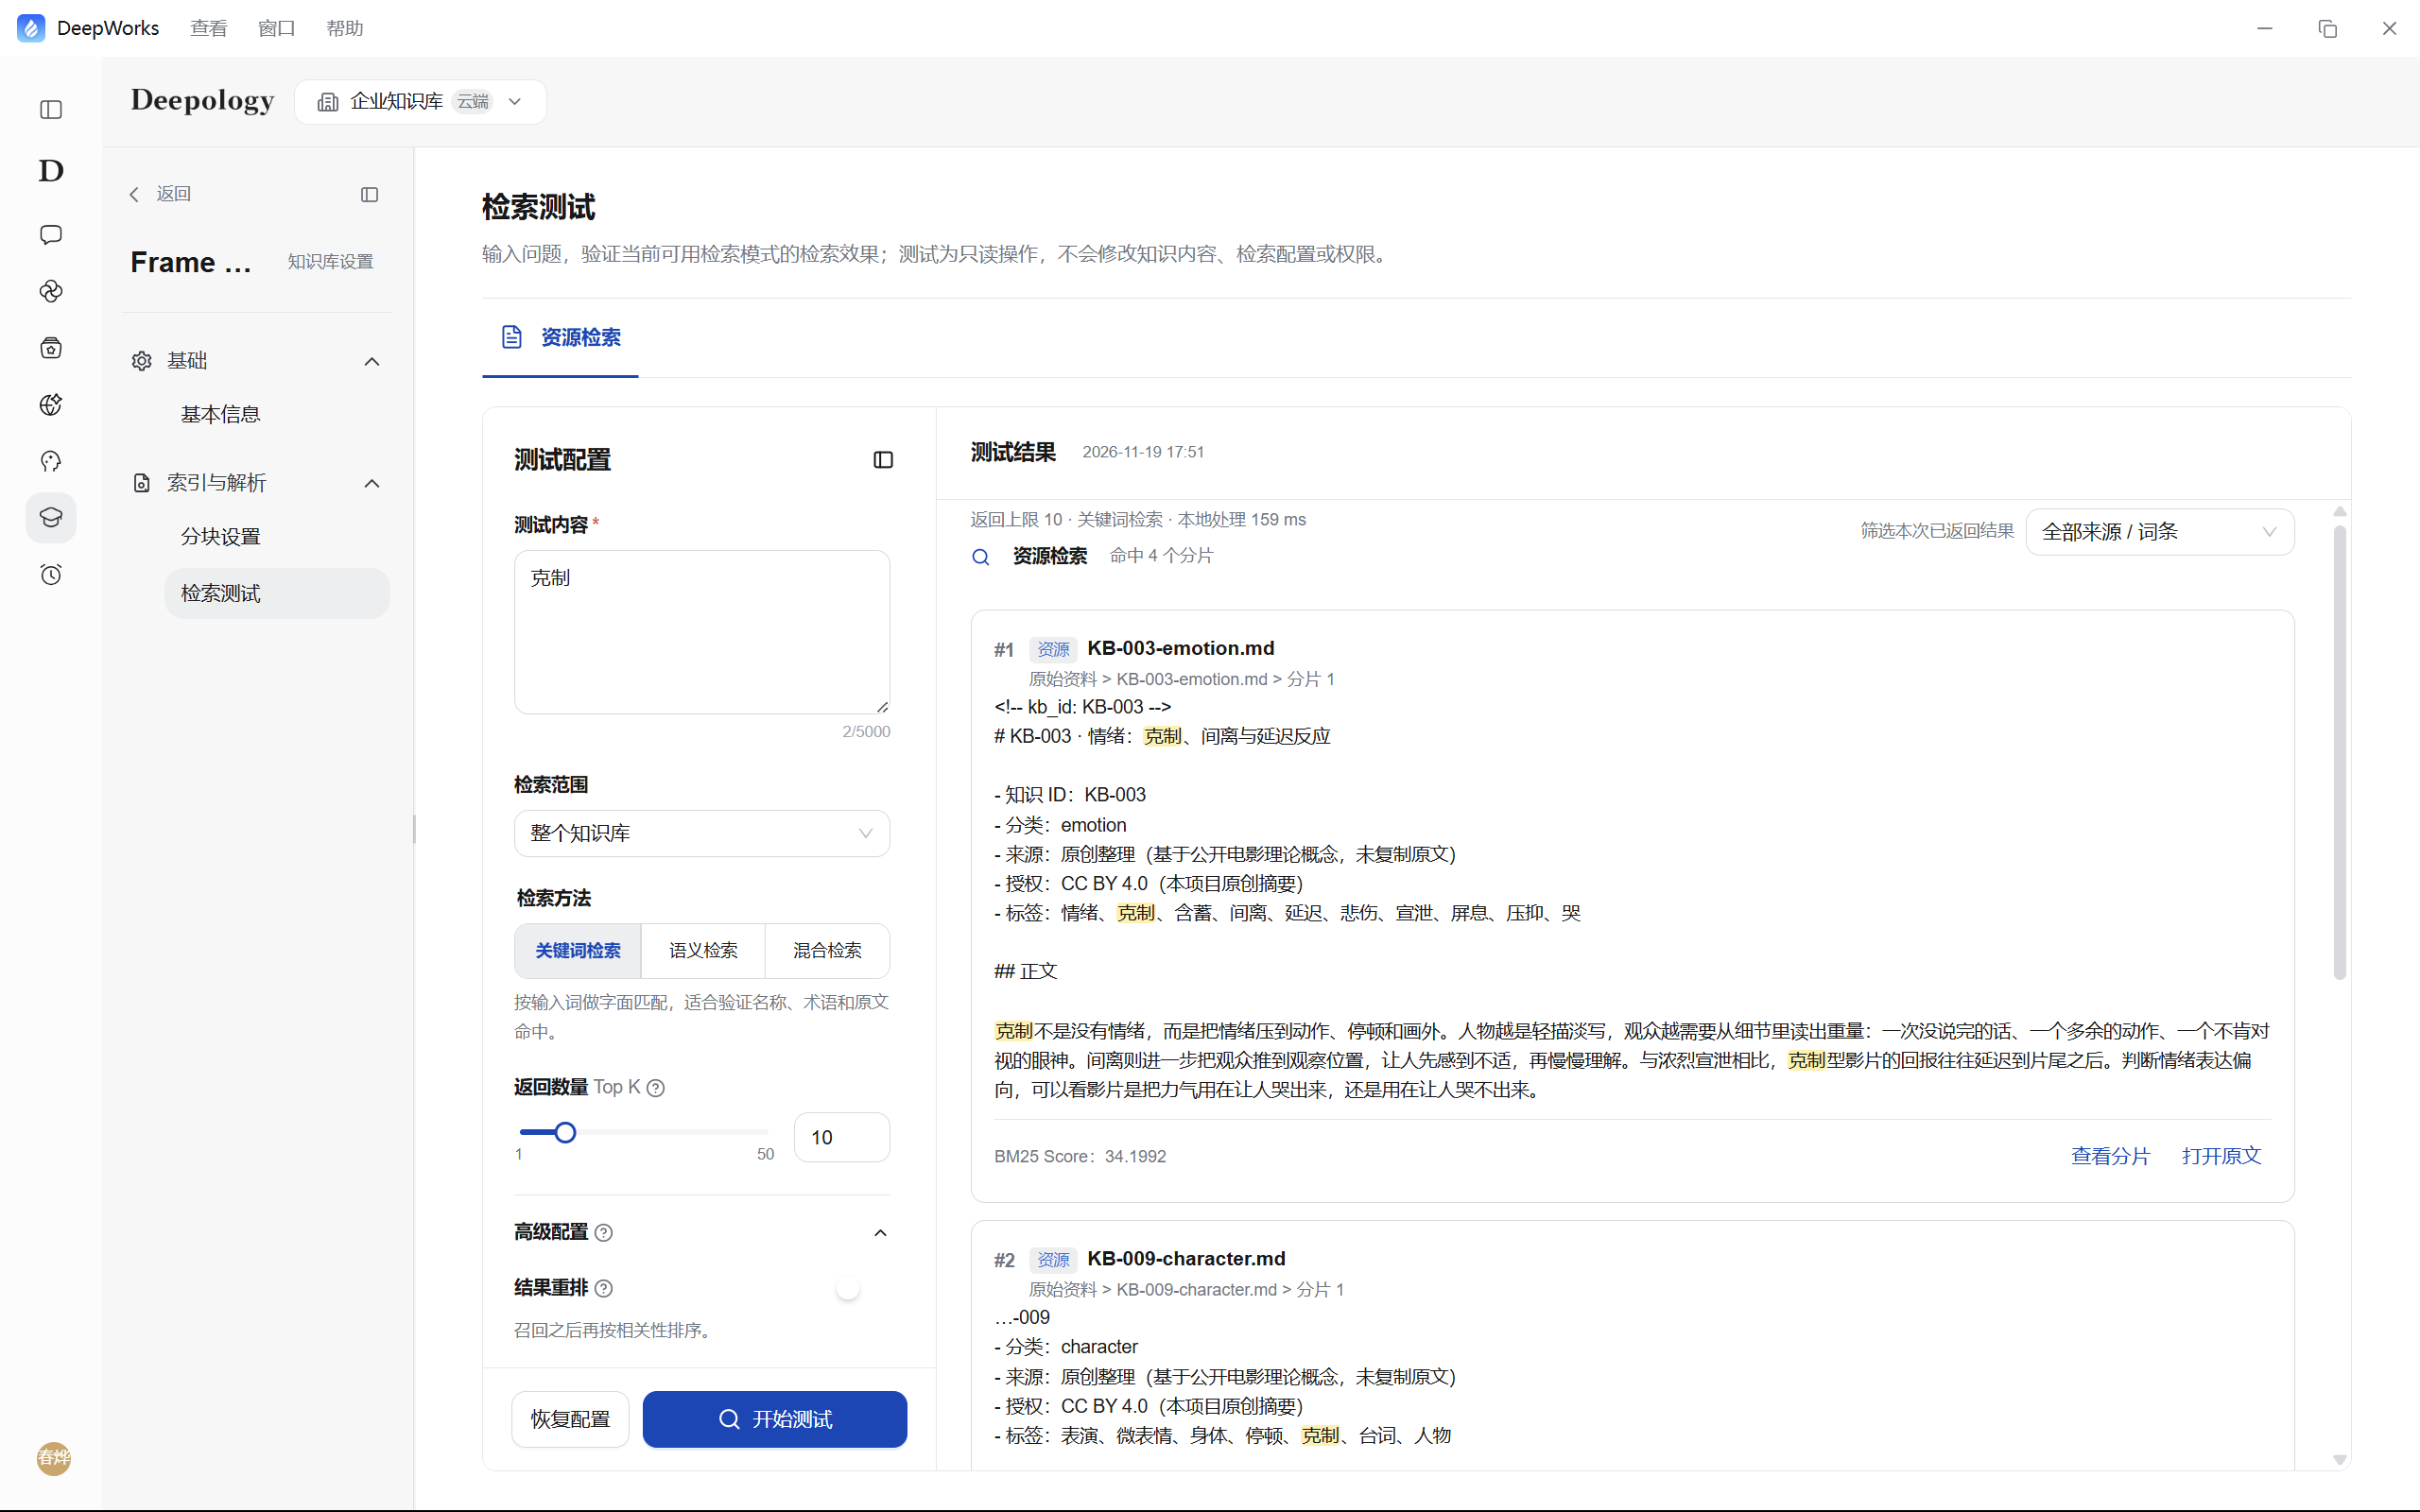 DeepWorks 查看 窗口 帮助
Deepology 企业知识库 云端
返回
Frame ... 知识库设置
基础
基本信息
索引与解析
分块设置
检索测试
春烨
检索测试
输入问题，验证当前可用检索模式的检索效果；测试为只读操作，不会修改知识内容、检索配置或权限。
资源检索
测试配置
测试内容*
克制
2/5000
检索范围
整个知识库
检索方法
关键词检索 语义检索 混合检索
按输入词做字面匹配，适合验证名称、术语和原文
命中。
返回数量 Top K
10
1 50
高级配置
结果重排
召回之后再按相关性排序。
恢复配置 开始测试
测试结果 2026-11-19 17:51
返回上限 10 · 关键词检索 · 本地处理 159 ms
资源检索 命中 4 个分片
筛选本次已返回结果 全部来源 / 词条
#1 资源 KB-003-emotion.md
原始资料 > KB-003-emotion.md > 分片 1
<!-- kb_id: KB-003 -->
# KB-003 · 情绪：克制、间离与延迟反应
- 知识 ID：KB-003
- 分类：emotion
- 来源：原创整理（基于公开电影理论概念，未复制原文）
- 授权：CC BY 4.0（本项目原创摘要）
- 标签：情绪、克制、含蓄、间离、延迟、悲伤、宣泄、屏息、压抑、哭
## 正文
克制不是没有情绪，而是把情绪压到动作、停顿和画外。人物越是轻描淡写，观众越需要从细节里读出重量：一次没说完的话、一个多余的动作、一个不肯对
视的眼神。间离则进一步把观众推到观察位置，让人先感到不适，再慢慢理解。与浓烈宣泄相比，克制型影片的回报往往延迟到片尾之后。判断情绪表达偏
向，可以看影片是把力气用在让人哭出来，还是用在让人哭不出来。
BM25 Score：34.1992 查看分片 打开原文
#2 资源 KB-009-character.md
原始资料 > KB-009-character.md > 分片 1
…-009
- 分类：character
- 来源：原创整理（基于公开电影理论概念，未复制原文）
- 授权：CC BY 4.0（本项目原创摘要）
- 标签：表演、微表情、身体、停顿、克制、台词、人物